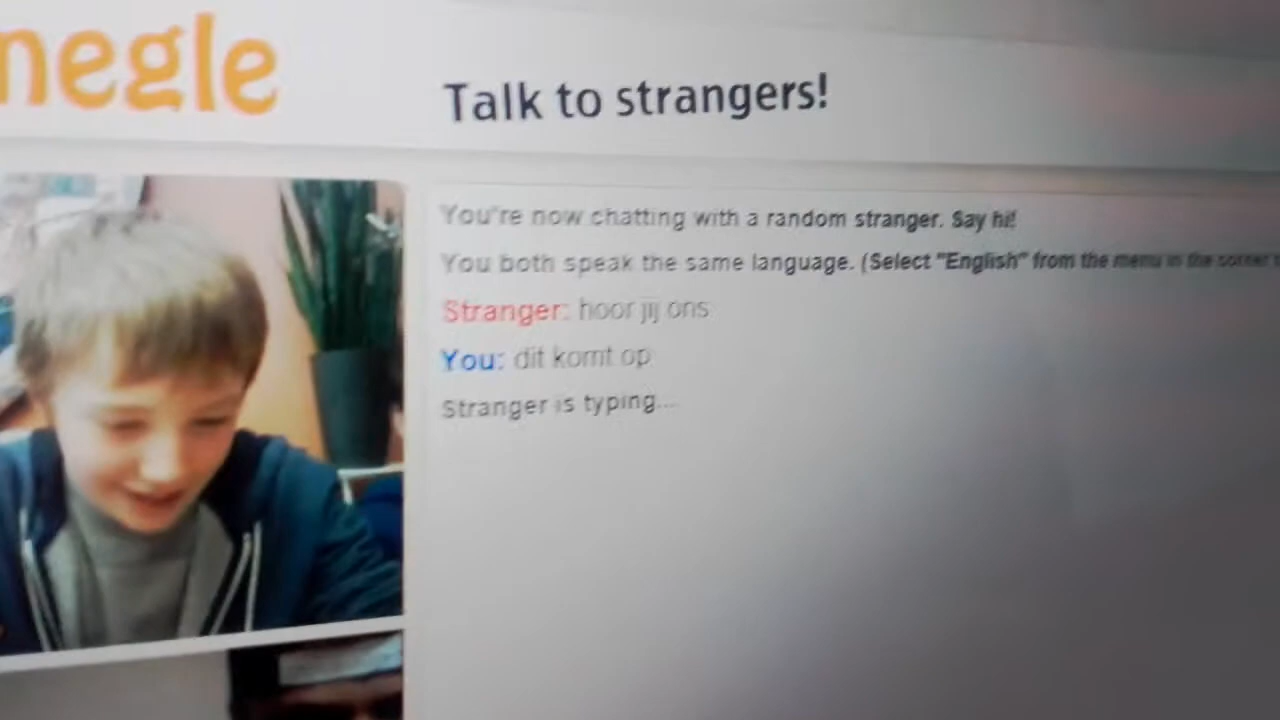 negle
Talk to strangers!
You're now chatting with a random stranger. Say hi!
You both speak the same language. (Select "English" from the menu in the corner
Stranger: hoor jij ons
You: dit komt op
Stranger is typing...